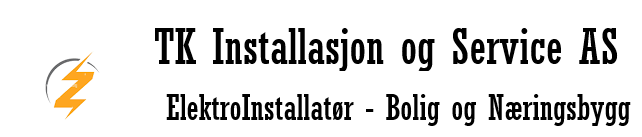 TK Installasjon og Service AS
ElektroInstallatør - Bolig og Næringsbygg